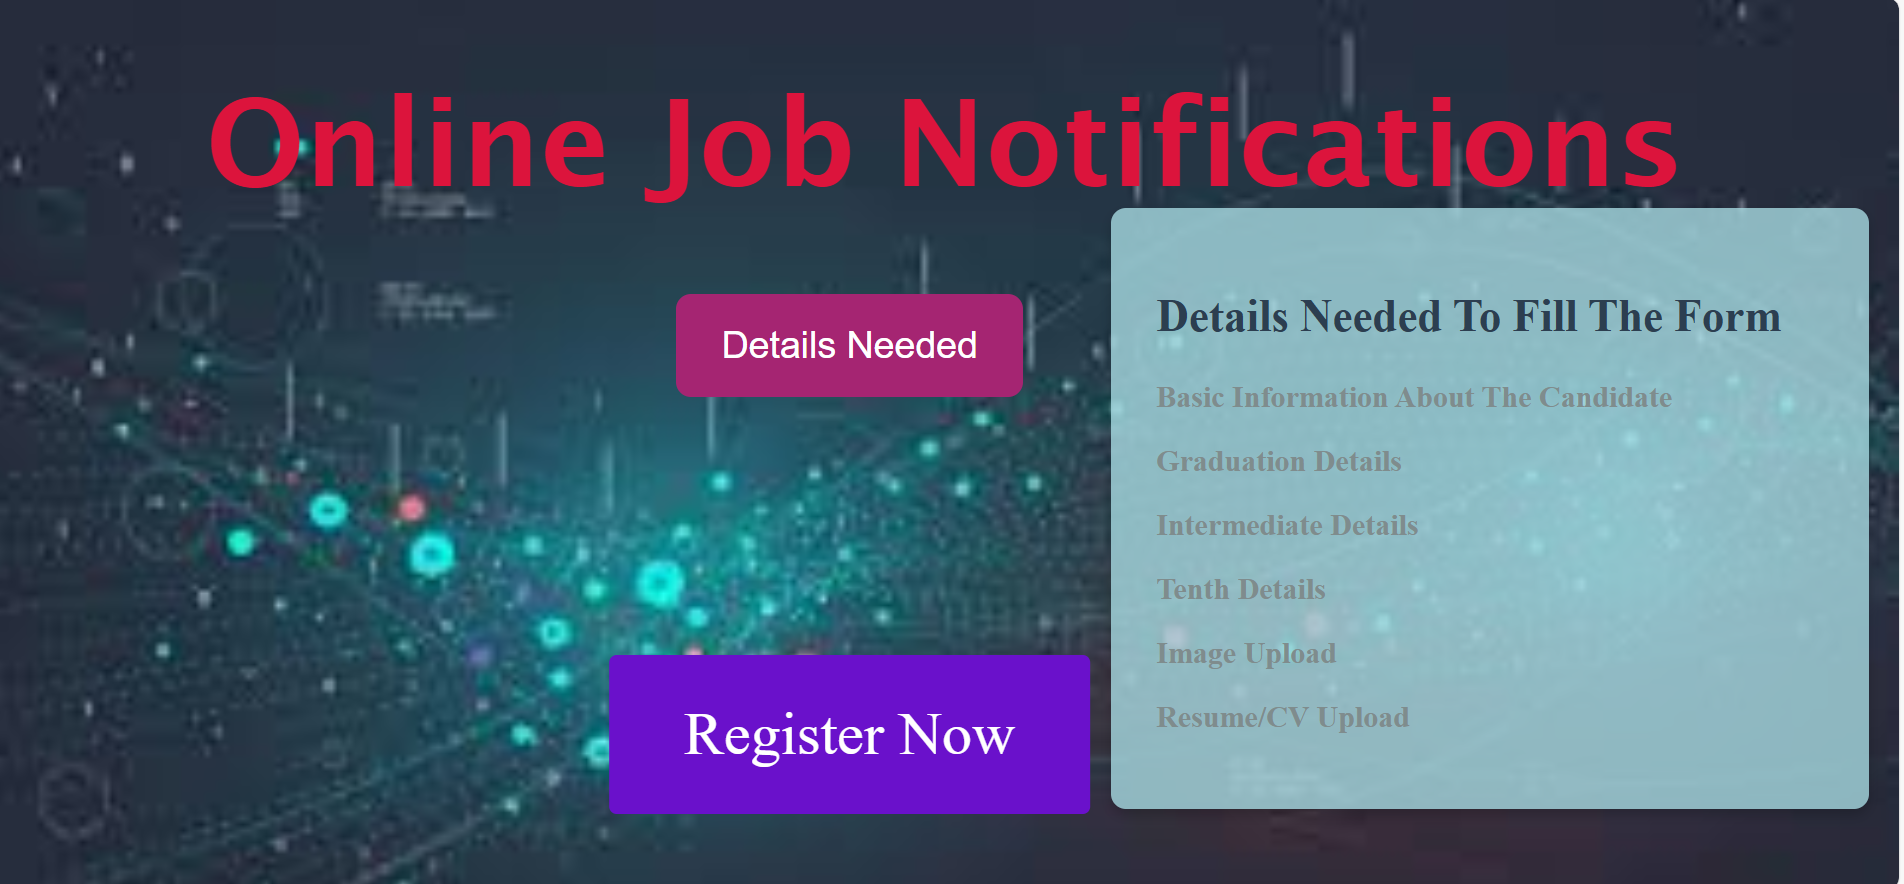 Online Job Notifications
Details Needed
Register Now
Details Needed To Fill The Form
Basic Information About The Candidate
Graduation Details
Intermediate Details
Tenth Details
Image Upload
Resume/CV Upload